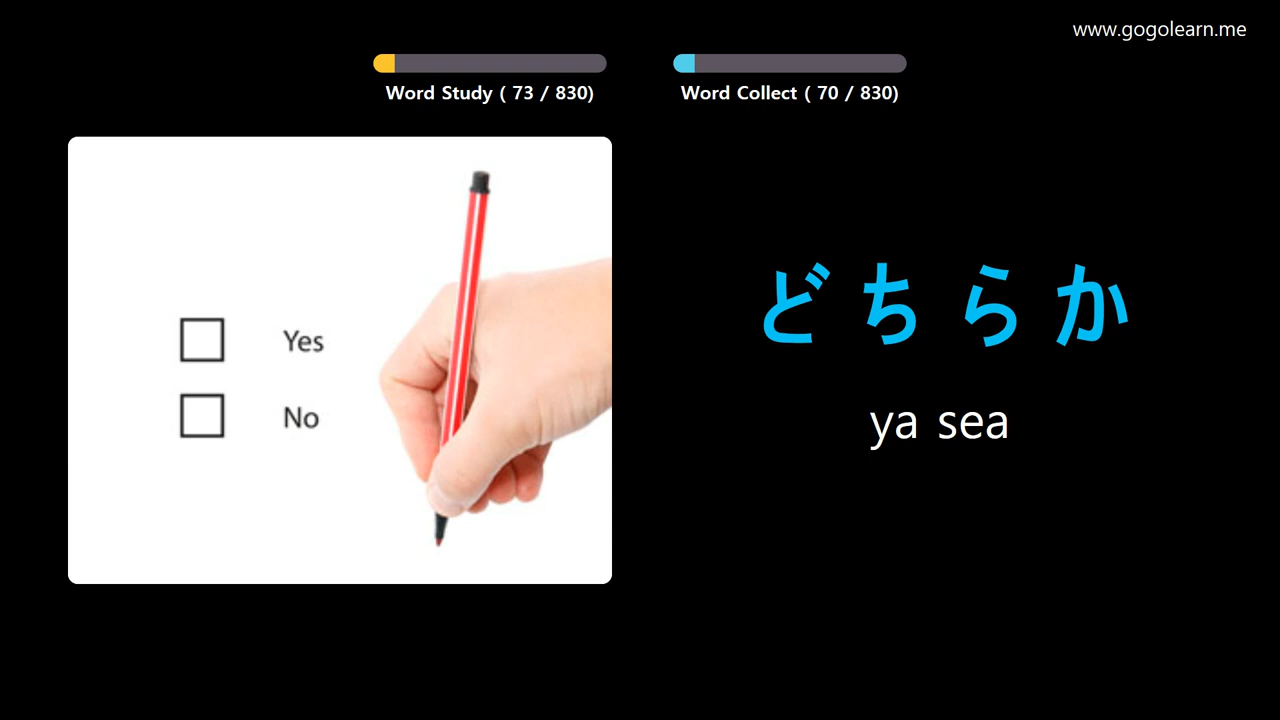 www.gogolearn.me
Word Study ( 73 / 830)
Word Collect ( 70 / 830)
Yes
No
どちらか
ya sea